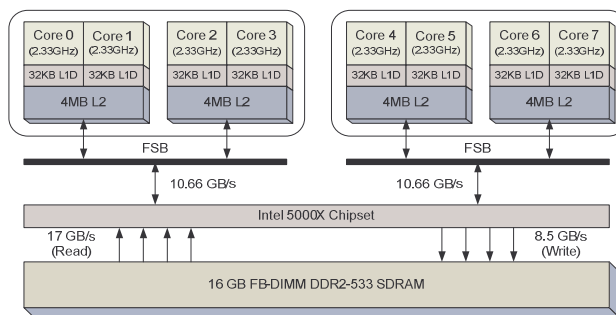 Core 0 Core 1 Core 2 Core 3 Core 4 Core 5 Core 6 Core 7
(2.33GHz) (2.33GHz) (2.33GHz) (2.33GHz) (2.33GHz) (2.33GHz) (2.33GHz) (2.33GHz)
32KB L1D 32KB L1D 32KB L1D 32KB L1D 32KB L1D 32KB L1D 32KB L1D 32KB L1D
4MB L2 4MB L2 4MB L2 4MB L2
FSB FSB
10.66 GB/s 10.66 GB/s
Intel 5000X Chipset
17 GB/s 8.5 GB/s
(Read) (Write)
16 GB FB-DIMM DDR2-533 SDRAM